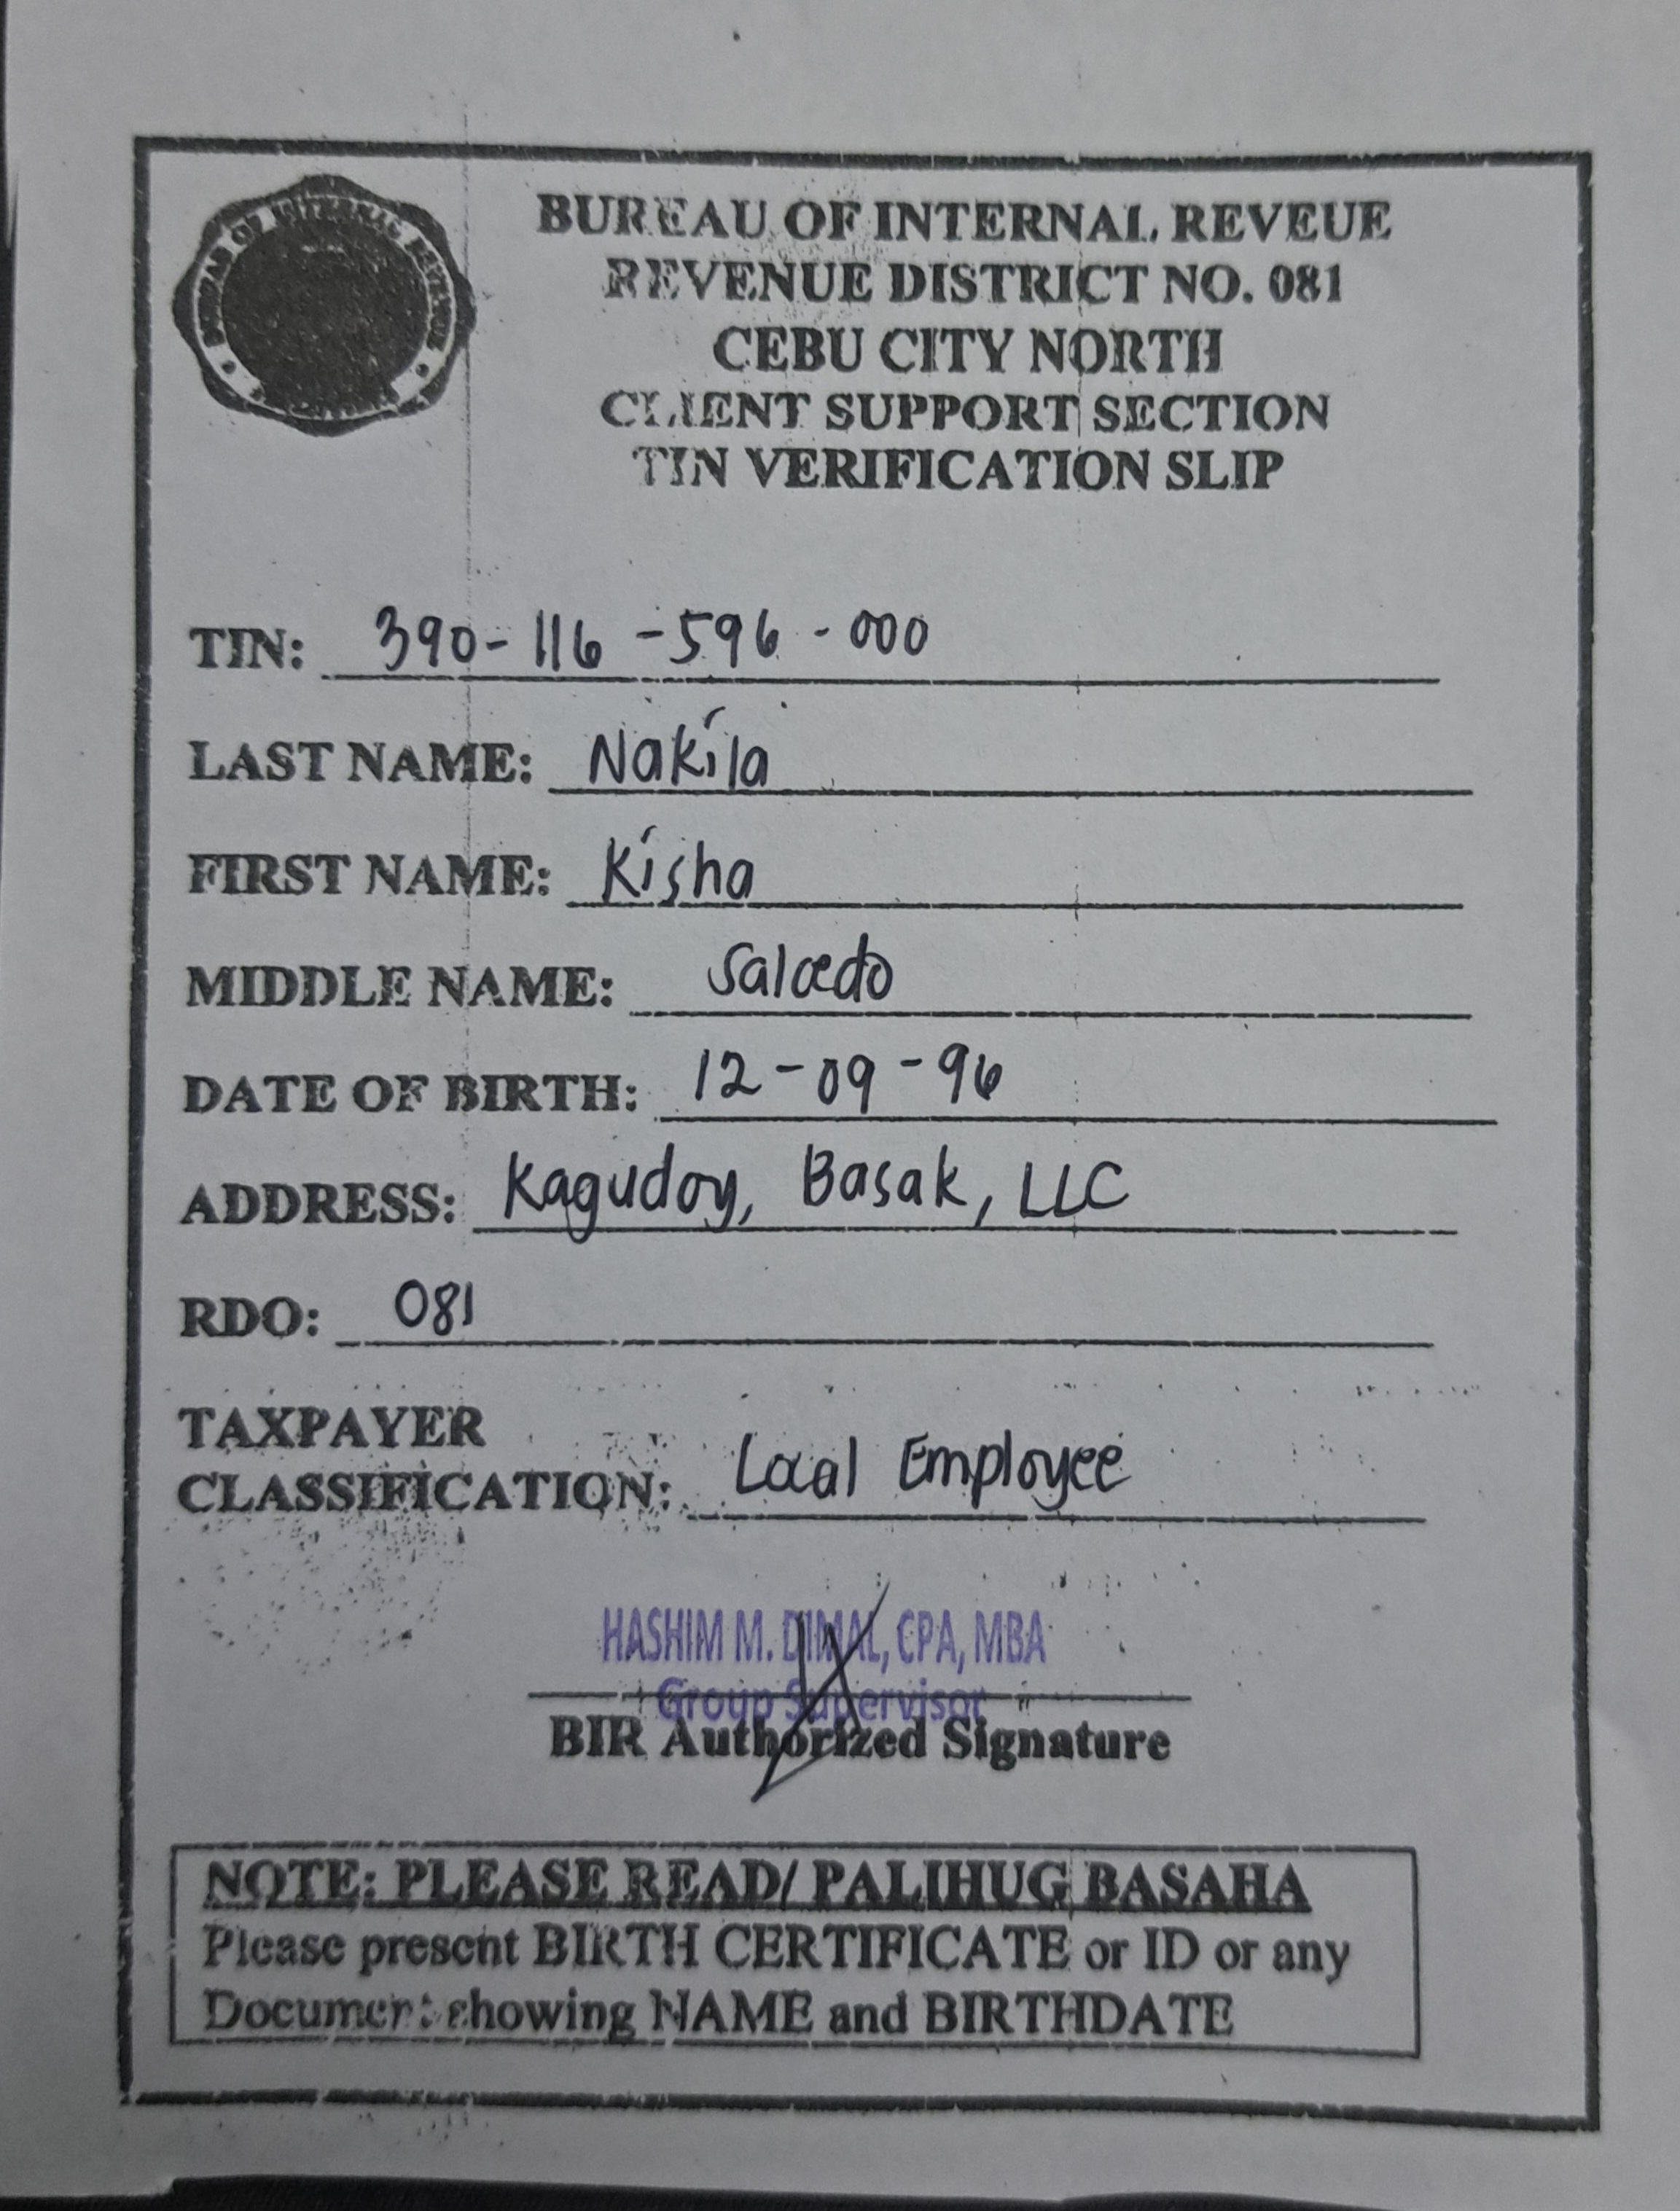 BUREAU OF INTERNAL REVEUE
REVENUE DISTRICT NO. 081
CEBU CITY NORTH
CLIENT SUPPORT SECTION
TIN VERIFICATION SLIP
TIN: 390-116-596-000
LAST NAME: Nakila
FIRST NAME: Kisha
MIDDLE NAME: Salcedo
DATE OF BIRTH: 12-09-96
ADDRESS: Kagudoy, Basak, LLC
RDO: 081
TAXPAYER
CLASSIFICATION: Local Employee
HASHIM M. DIMAL, CPA, MBA
Group Supervisor
BIR Authorized Signature
NOTE: PLEASE READ/ PALIHUG BASAHA
Please present BIRTH CERTIFICATE or ID or any
Document showing NAME and BIRTHDATE